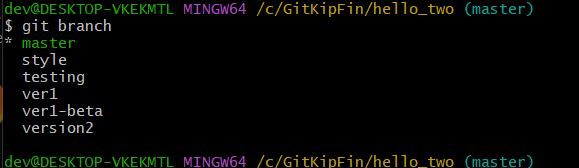 dev@DESKTOP-VKEKMTL MINGW64 /c/GitKipFin/hello_two (master)
$ git branch
* master
  style
  testing
  ver1
  ver1-beta
  version2
dev@DESKTOP-VKEKMTL MINGW64 /c/GitKipFin/hello_two (master)